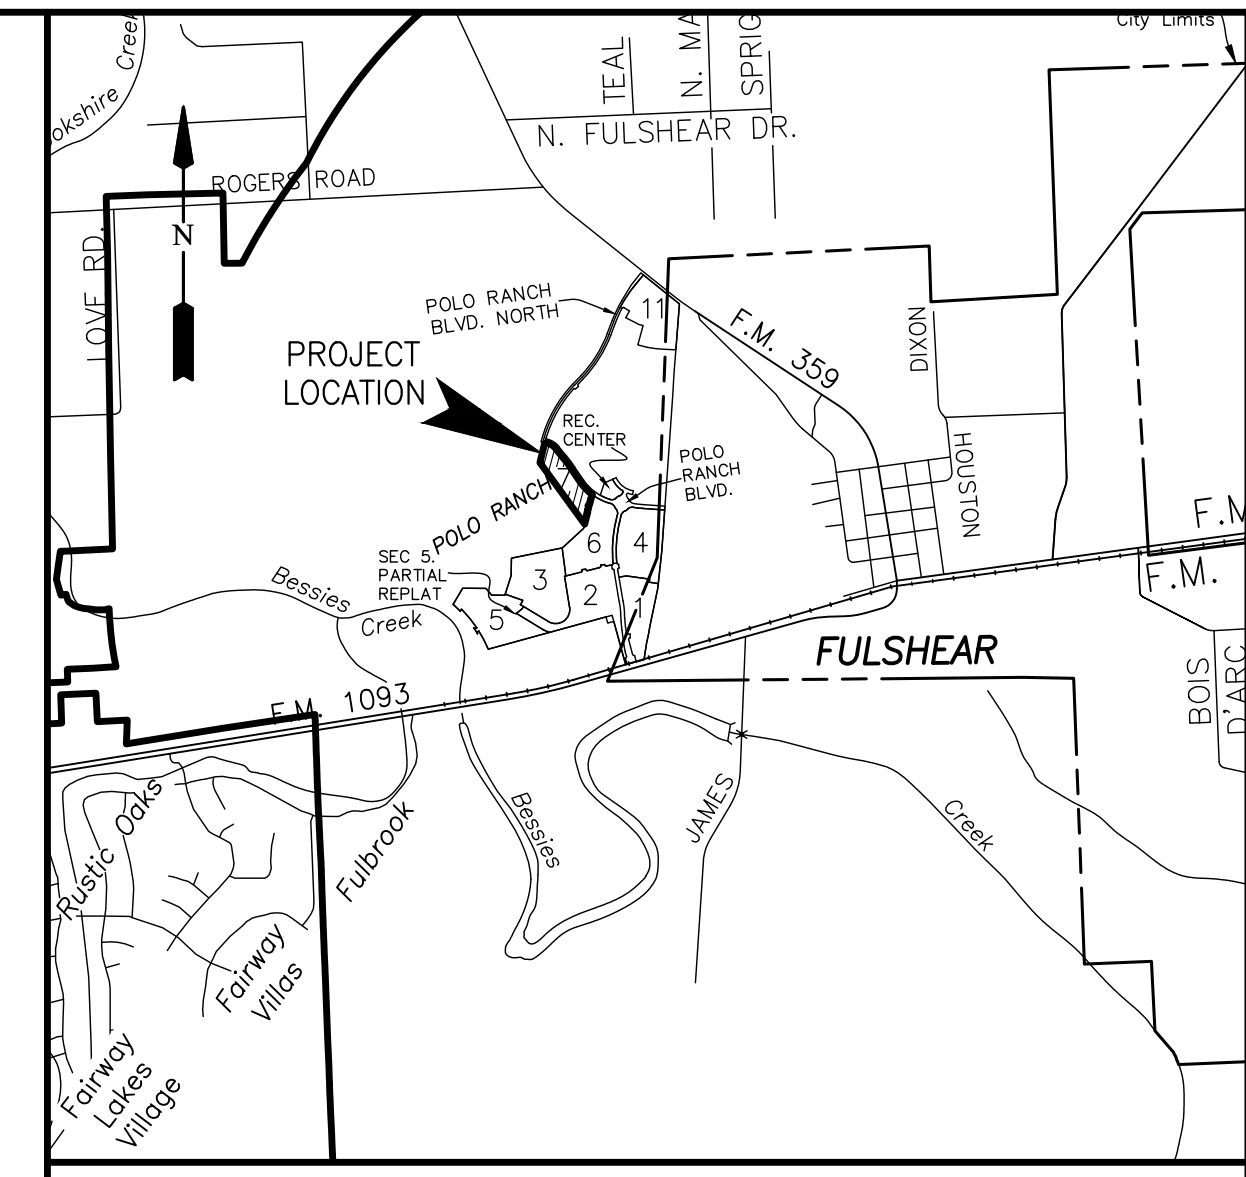 City Limits
Creek
TEAL
SPRIG
N. MA
okshire
N. FULSHEAR DR.
ROGERS ROAD
N
LOVE RD.
POLO RANCH
BLVD. NORTH
11
F.M. 359
DIXON
PROJECT
LOCATION
REC.
CENTER
POLO
RANCH
BLVD.
HOUSTON
POLO RANCH
F.M.
6
4
SEC 5.
PARTIAL
REPLAT
3
2
1
5
Bessies
Creek
F.M.
FULSHEAR
BOIS
D'ARC
F.M. 1093
Bessies
JAMES
Creek
Rustic Oaks
Fulbrook
Fairway
Villas
Fairway
Lakes
Village